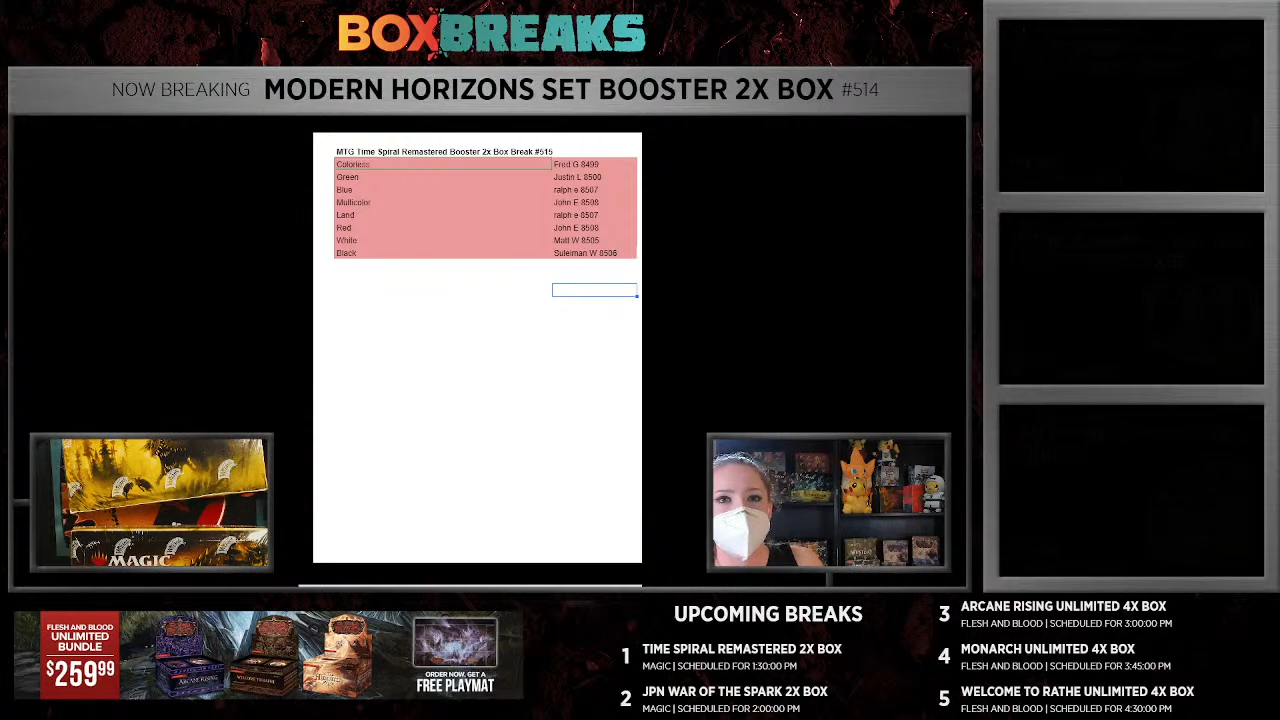 BOXBREAKS
NOW BREAKING MODERN HORIZONS SET BOOSTER 2X BOX #514
MTG Time Spiral Remastered Booster 2x Box Break #515
Colorless Fred G 8499
Green Justin L 8500
Blue ralph e 8507
Multicolor John E 8508
Land ralph e 8507
Red John E 8508
White Matt W 8505
Black Suleiman W 8506
MAGIC
FLESH AND BLOOD
UNLIMITED
BUNDLE
$259.99
ARCANE RISING
WELCOME TO RATHE
ORDER NOW, GET A
FREE PLAYMAT
UPCOMING BREAKS
1 TIME SPIRAL REMASTERED 2X BOX
MAGIC | SCHEDULED FOR 1:30:00 PM
2 JPN WAR OF THE SPARK 2X BOX
MAGIC | SCHEDULED FOR 2:00:00 PM
3 ARCANE RISING UNLIMITED 4X BOX
FLESH AND BLOOD | SCHEDULED FOR 3:00:00 PM
4 MONARCH UNLIMITED 4X BOX
FLESH AND BLOOD | SCHEDULED FOR 3:45:00 PM
5 WELCOME TO RATHE UNLIMITED 4X BOX
FLESH AND BLOOD | SCHEDULED FOR 4:30:00 PM